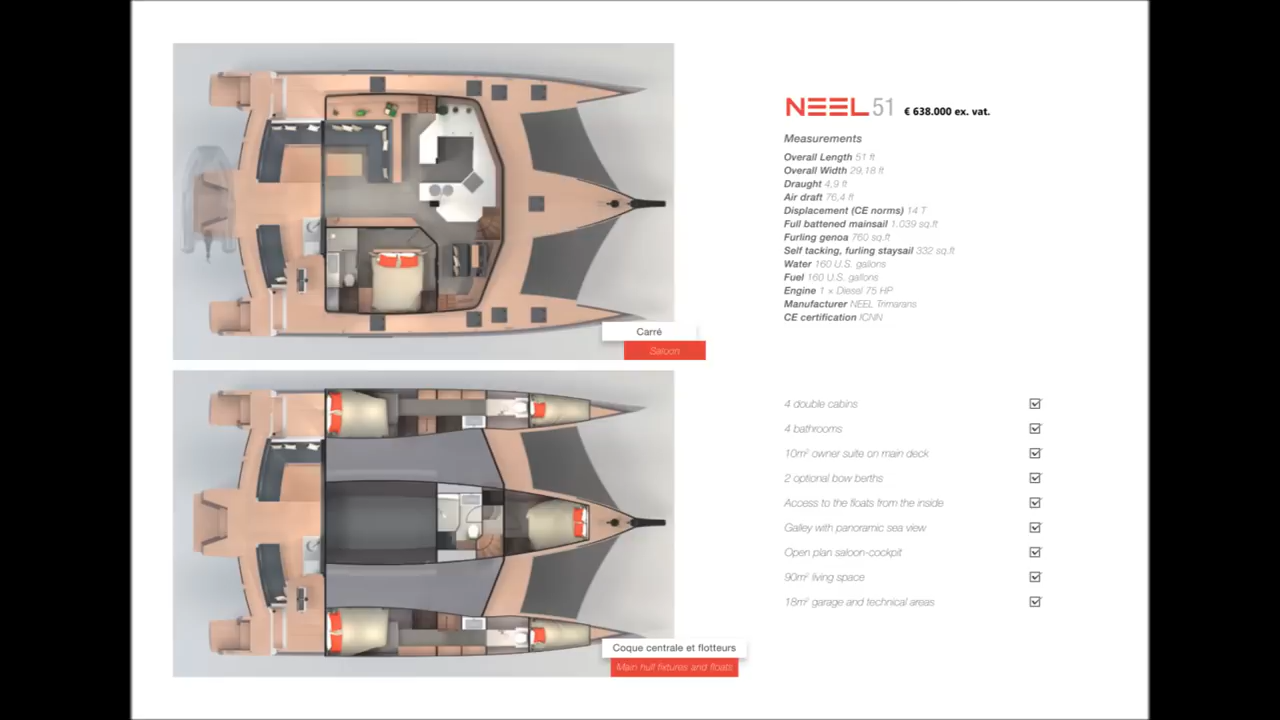 NEEL 51 € 638.000 ex. vat.
Measurements
Overall Length 51 ft
Overall Width 29,18 ft
Draught 4,9 ft
Air draft 76,4 ft
Displacement (CE norms) 14 T
Full battened mainsail 1.039 sq.ft
Furling genoa 760 sq.ft
Self tacking, furling staysail 332 sq.ft
Water 160 U.S. gallons
Fuel 160 U.S. gallons
Engine 1 × Diesel 75 HP
Manufacturer NEEL Trimarans
CE certification ICNN
Carré
Saloon
4 double cabins
4 bathrooms
10m² owner suite on main deck
2 optional bow berths
Access to the floats from the inside
Galley with panoramic sea view
Open plan saloon-cockpit
90m² living space
18m² garage and technical areas
Coque centrale et flotteurs
Main hull fixtures and floats